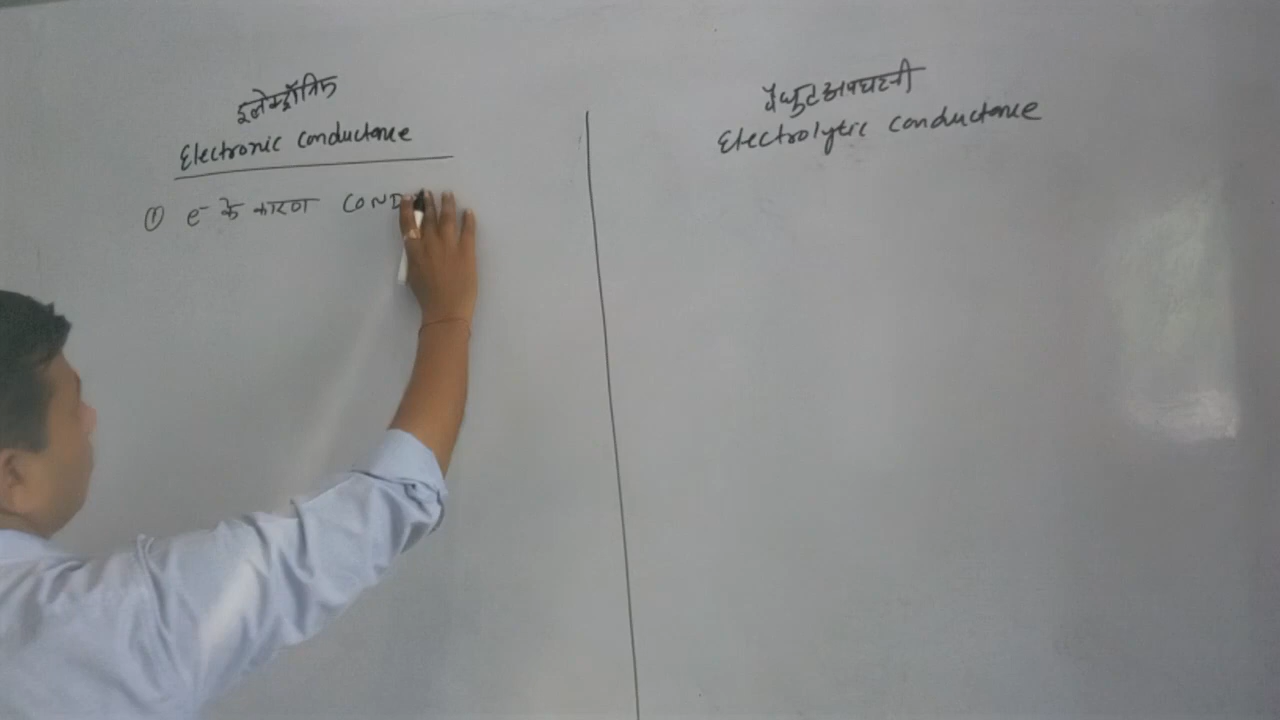 इलेक्ट्रॉनिक
Electronic conductance
① e⁻ के कारण COND
वैधुत अपघटनी
Electrolytic conductance